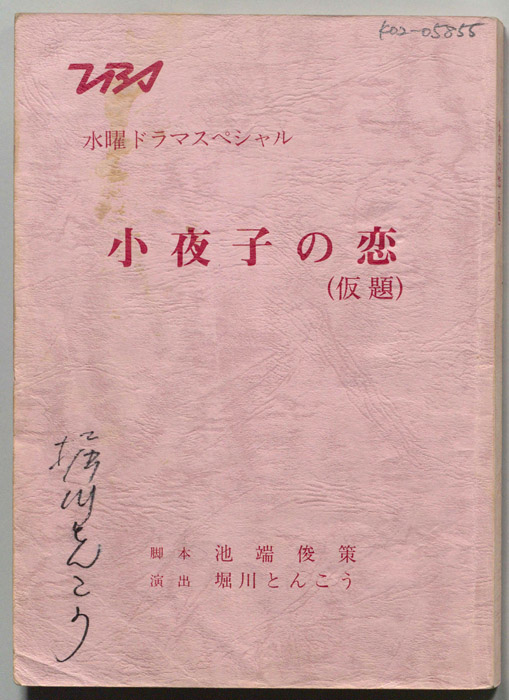 K02-05855
TBS
水曜ドラマスペシャル
小夜子の恋
(仮題)
堀川とんこう
脚本 池端俊策
演出 堀川とんこう